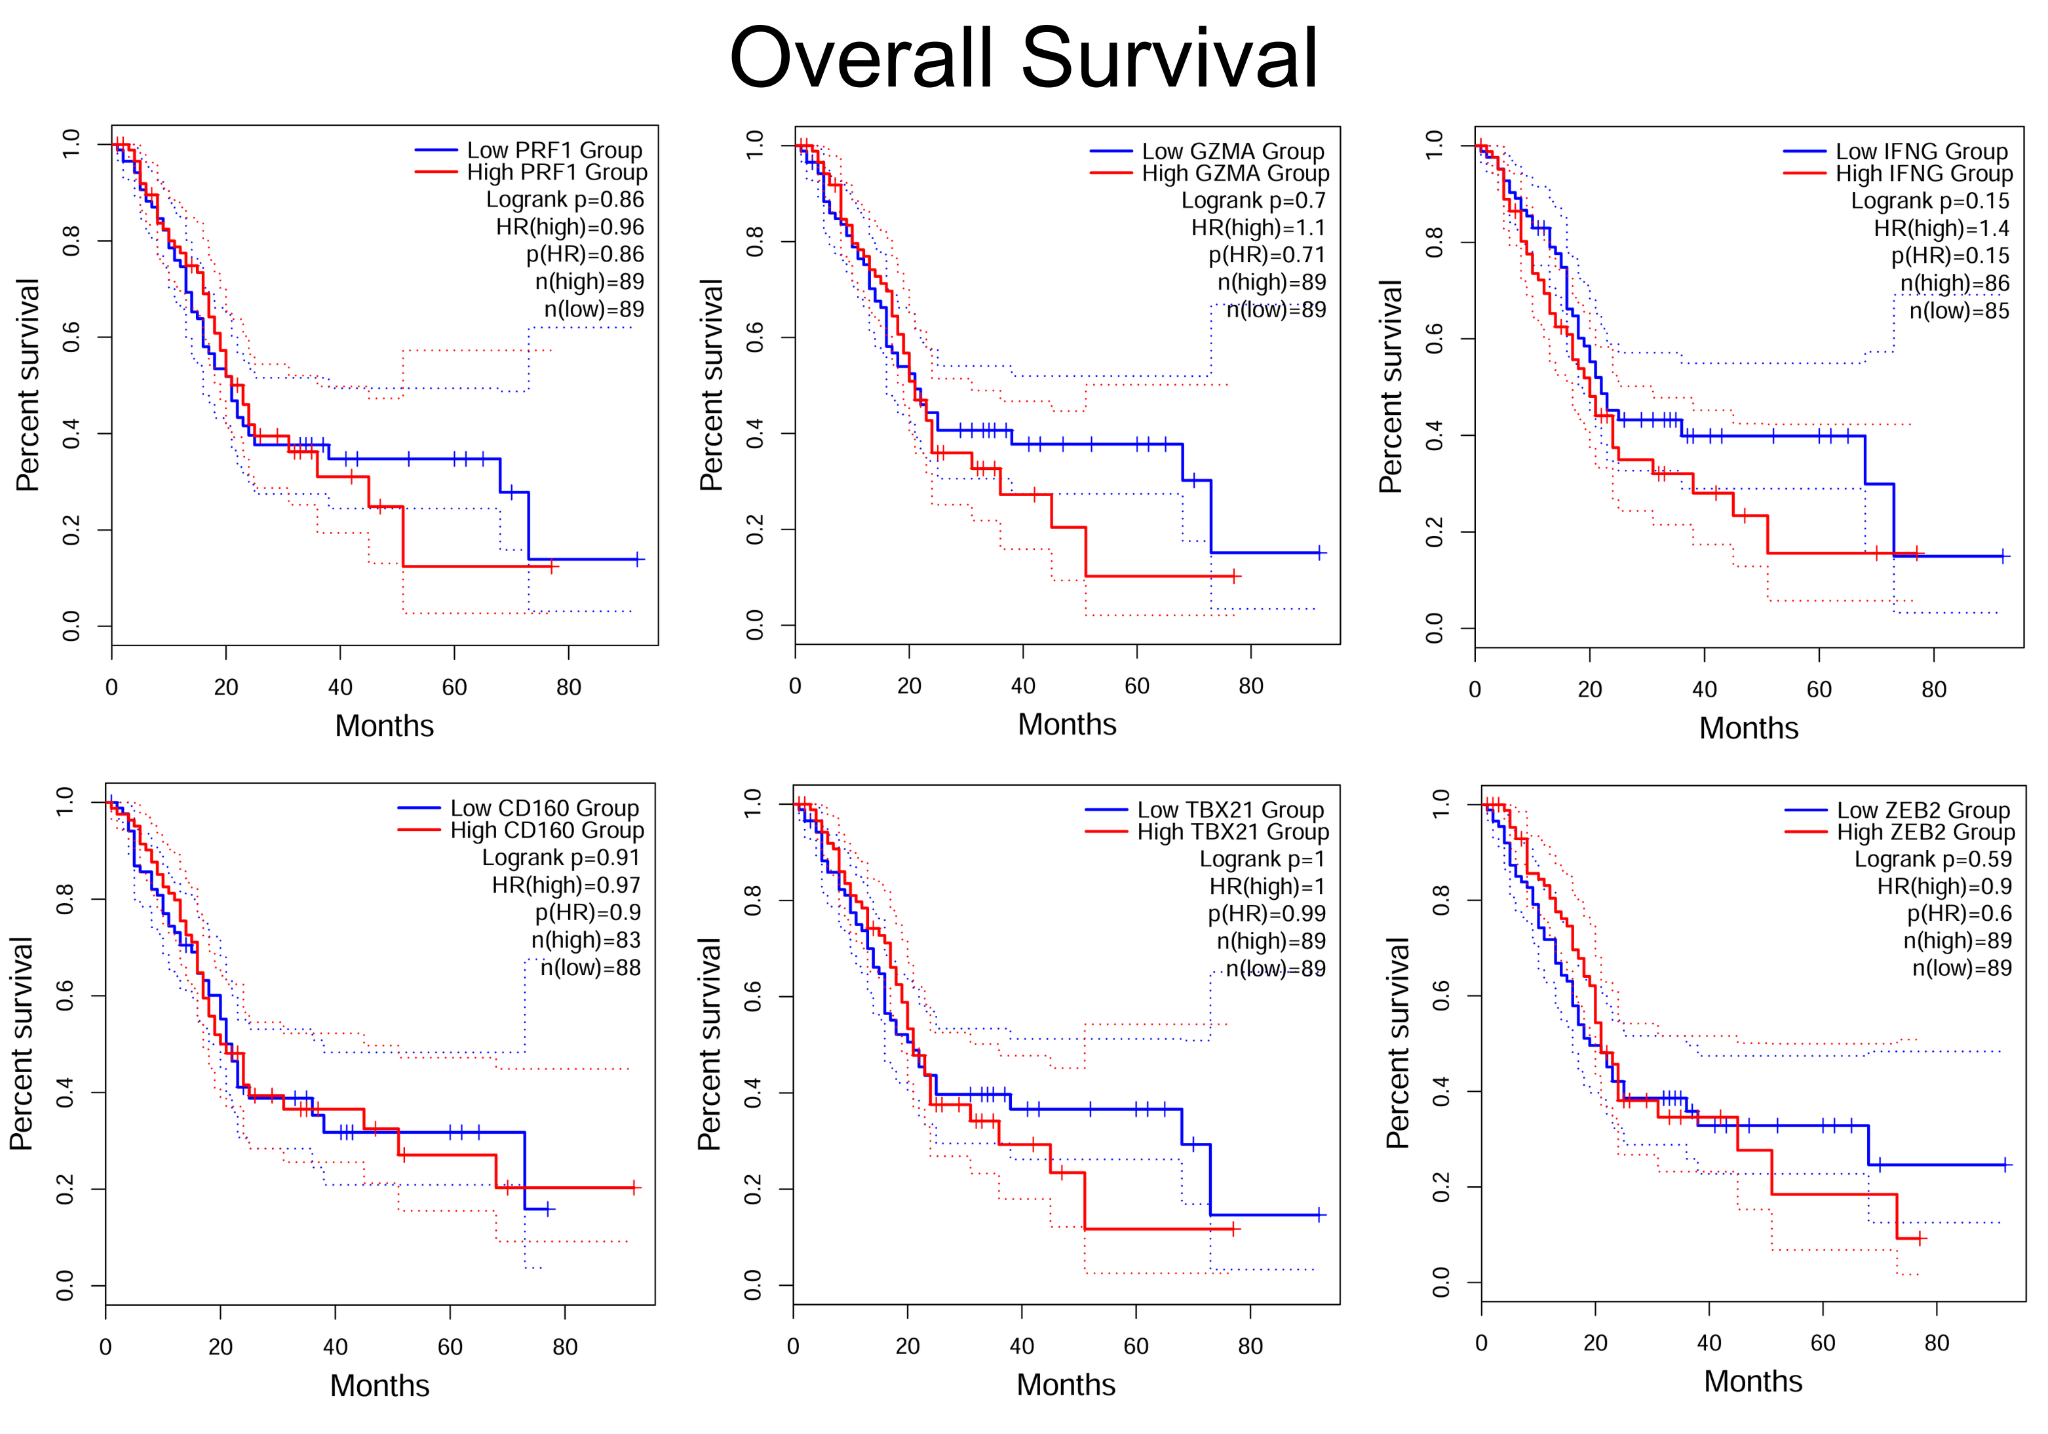 Overall Survival
Low PRF1 Group
High PRF1 Group
Logrank p=0.86
HR(high)=0.96
p(HR)=0.86
n(high)=89
n(low)=89
Percent survival
0.0 0.2 0.4 0.6 0.8 1.0
0 20 40 60 80
Months
Low GZMA Group
High GZMA Group
Logrank p=0.7
HR(high)=1.1
p(HR)=0.71
n(high)=89
n(low)=89
Percent survival
0.0 0.2 0.4 0.6 0.8 1.0
0 20 40 60 80
Months
Low IFNG Group
High IFNG Group
Logrank p=0.15
HR(high)=1.4
p(HR)=0.15
n(high)=86
n(low)=85
Percent survival
0.0 0.2 0.4 0.6 0.8 1.0
0 20 40 60 80
Months
Low CD160 Group
High CD160 Group
Logrank p=0.91
HR(high)=0.97
p(HR)=0.9
n(high)=83
n(low)=88
Percent survival
0.0 0.2 0.4 0.6 0.8 1.0
0 20 40 60 80
Months
Low TBX21 Group
High TBX21 Group
Logrank p=1
HR(high)=1
p(HR)=0.99
n(high)=89
n(low)=89
Percent survival
0.0 0.2 0.4 0.6 0.8 1.0
0 20 40 60 80
Months
Low ZEB2 Group
High ZEB2 Group
Logrank p=0.59
HR(high)=0.9
p(HR)=0.6
n(high)=89
n(low)=89
Percent survival
0.0 0.2 0.4 0.6 0.8 1.0
0 20 40 60 80
Months